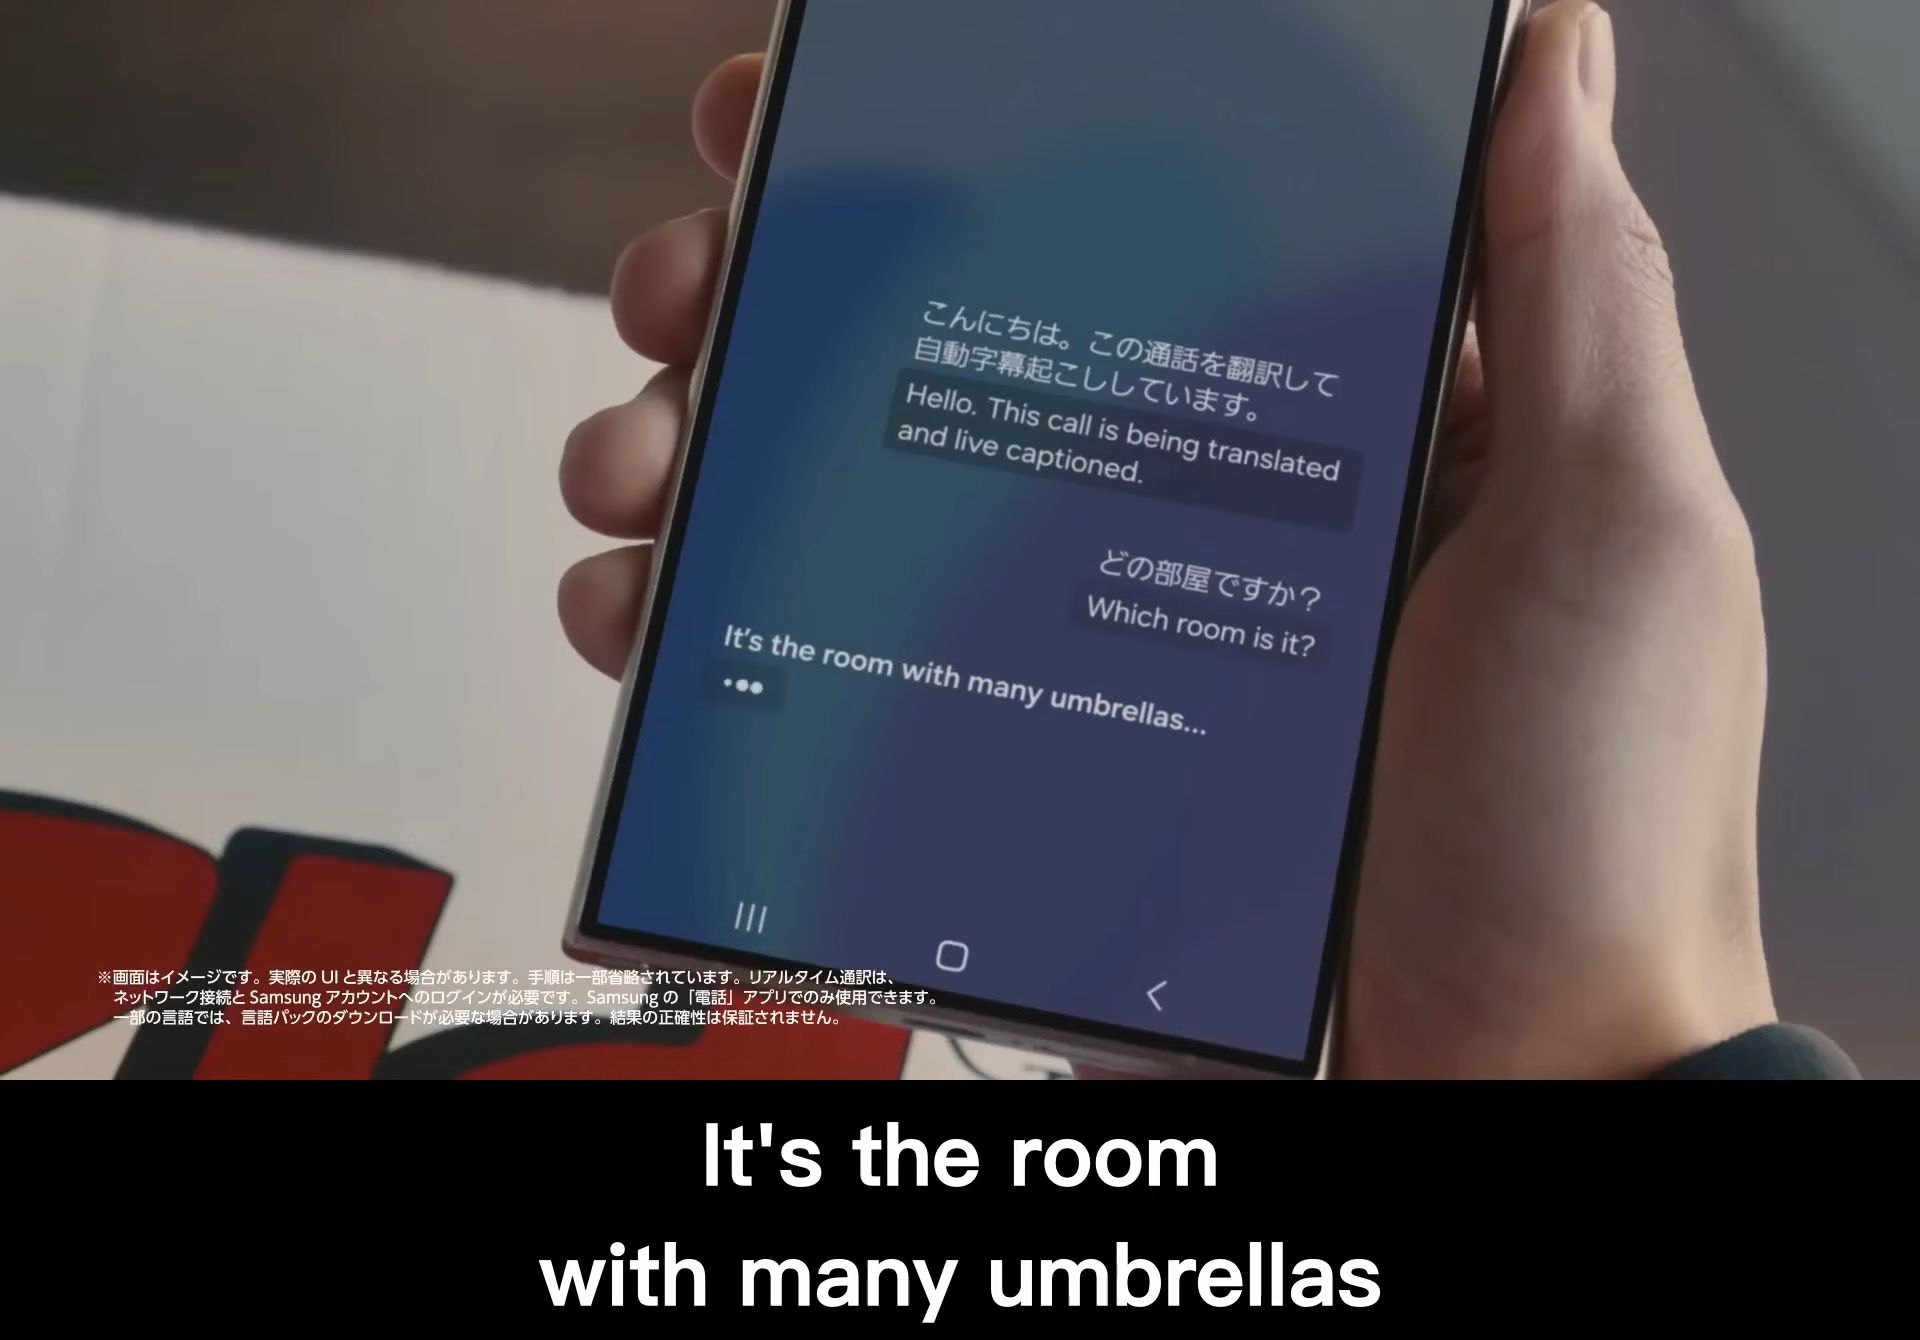 こんにちは。この通話を翻訳して
自動字幕起こししています。
Hello. This call is being translated
and live captioned.
どの部屋ですか？
Which room is it?
It's the room with many umbrellas...
※画面はイメージです。実際の UI と異なる場合があります。手順は一部省略されています。リアルタイム通訳は、
ネットワーク接続と Samsung アカウントへのログインが必要です。Samsung の「電話」アプリでのみ使用できます。
一部の言語では、言語パックのダウンロードが必要な場合があります。結果の正確性は保証されません。
It's the room
with many umbrellas